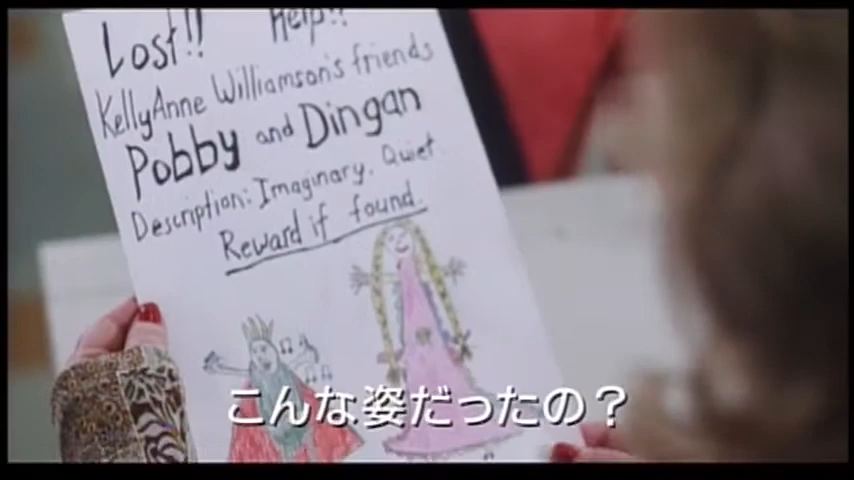 Lost!! Help!!
KellyAnne Williamson's friends
Pobby and Dingan
Description: Imaginary. Quiet.
Reward if found.
こんな姿だったの？